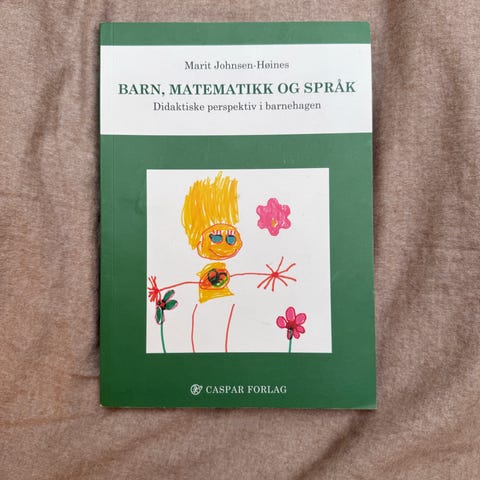 Marit Johnsen-Høines
BARN, MATEMATIKK OG SPRÅK
Didaktiske perspektiv i barnehagen
CASPAR FORLAG